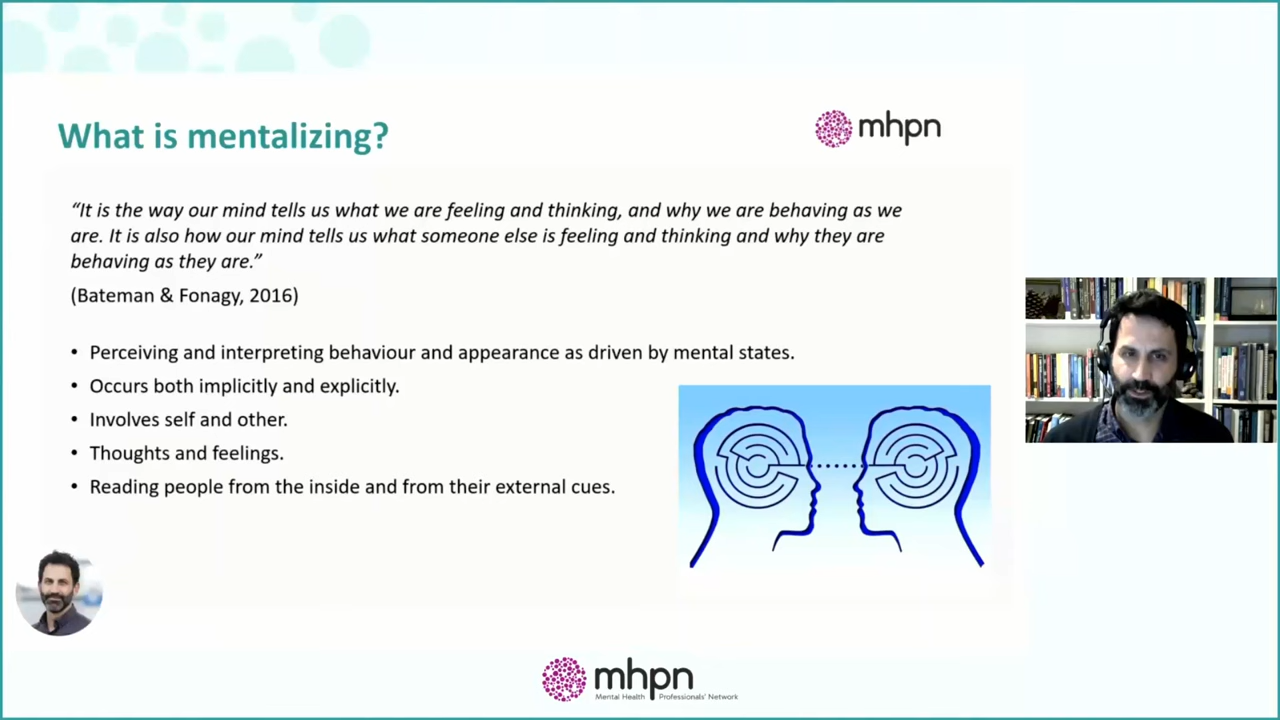 What is mentalizing?
mhpn
“It is the way our mind tells us what we are feeling and thinking, and why we are behaving as we
are. It is also how our mind tells us what someone else is feeling and thinking and why they are
behaving as they are.”
(Bateman & Fonagy, 2016)
• Perceiving and interpreting behaviour and appearance as driven by mental states.
• Occurs both implicitly and explicitly.
• Involves self and other.
• Thoughts and feelings.
• Reading people from the inside and from their external cues.
mhpn
Mental Health Professionals' Network